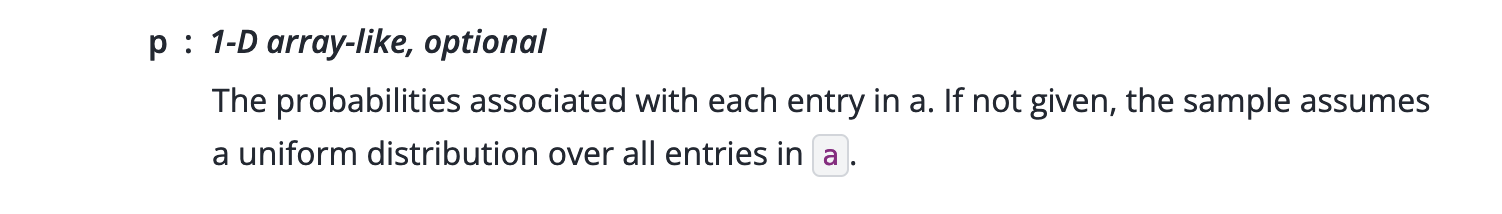 p : 1-D array-like, optional
The probabilities associated with each entry in a. If not given, the sample assumes
a uniform distribution over all entries in a.